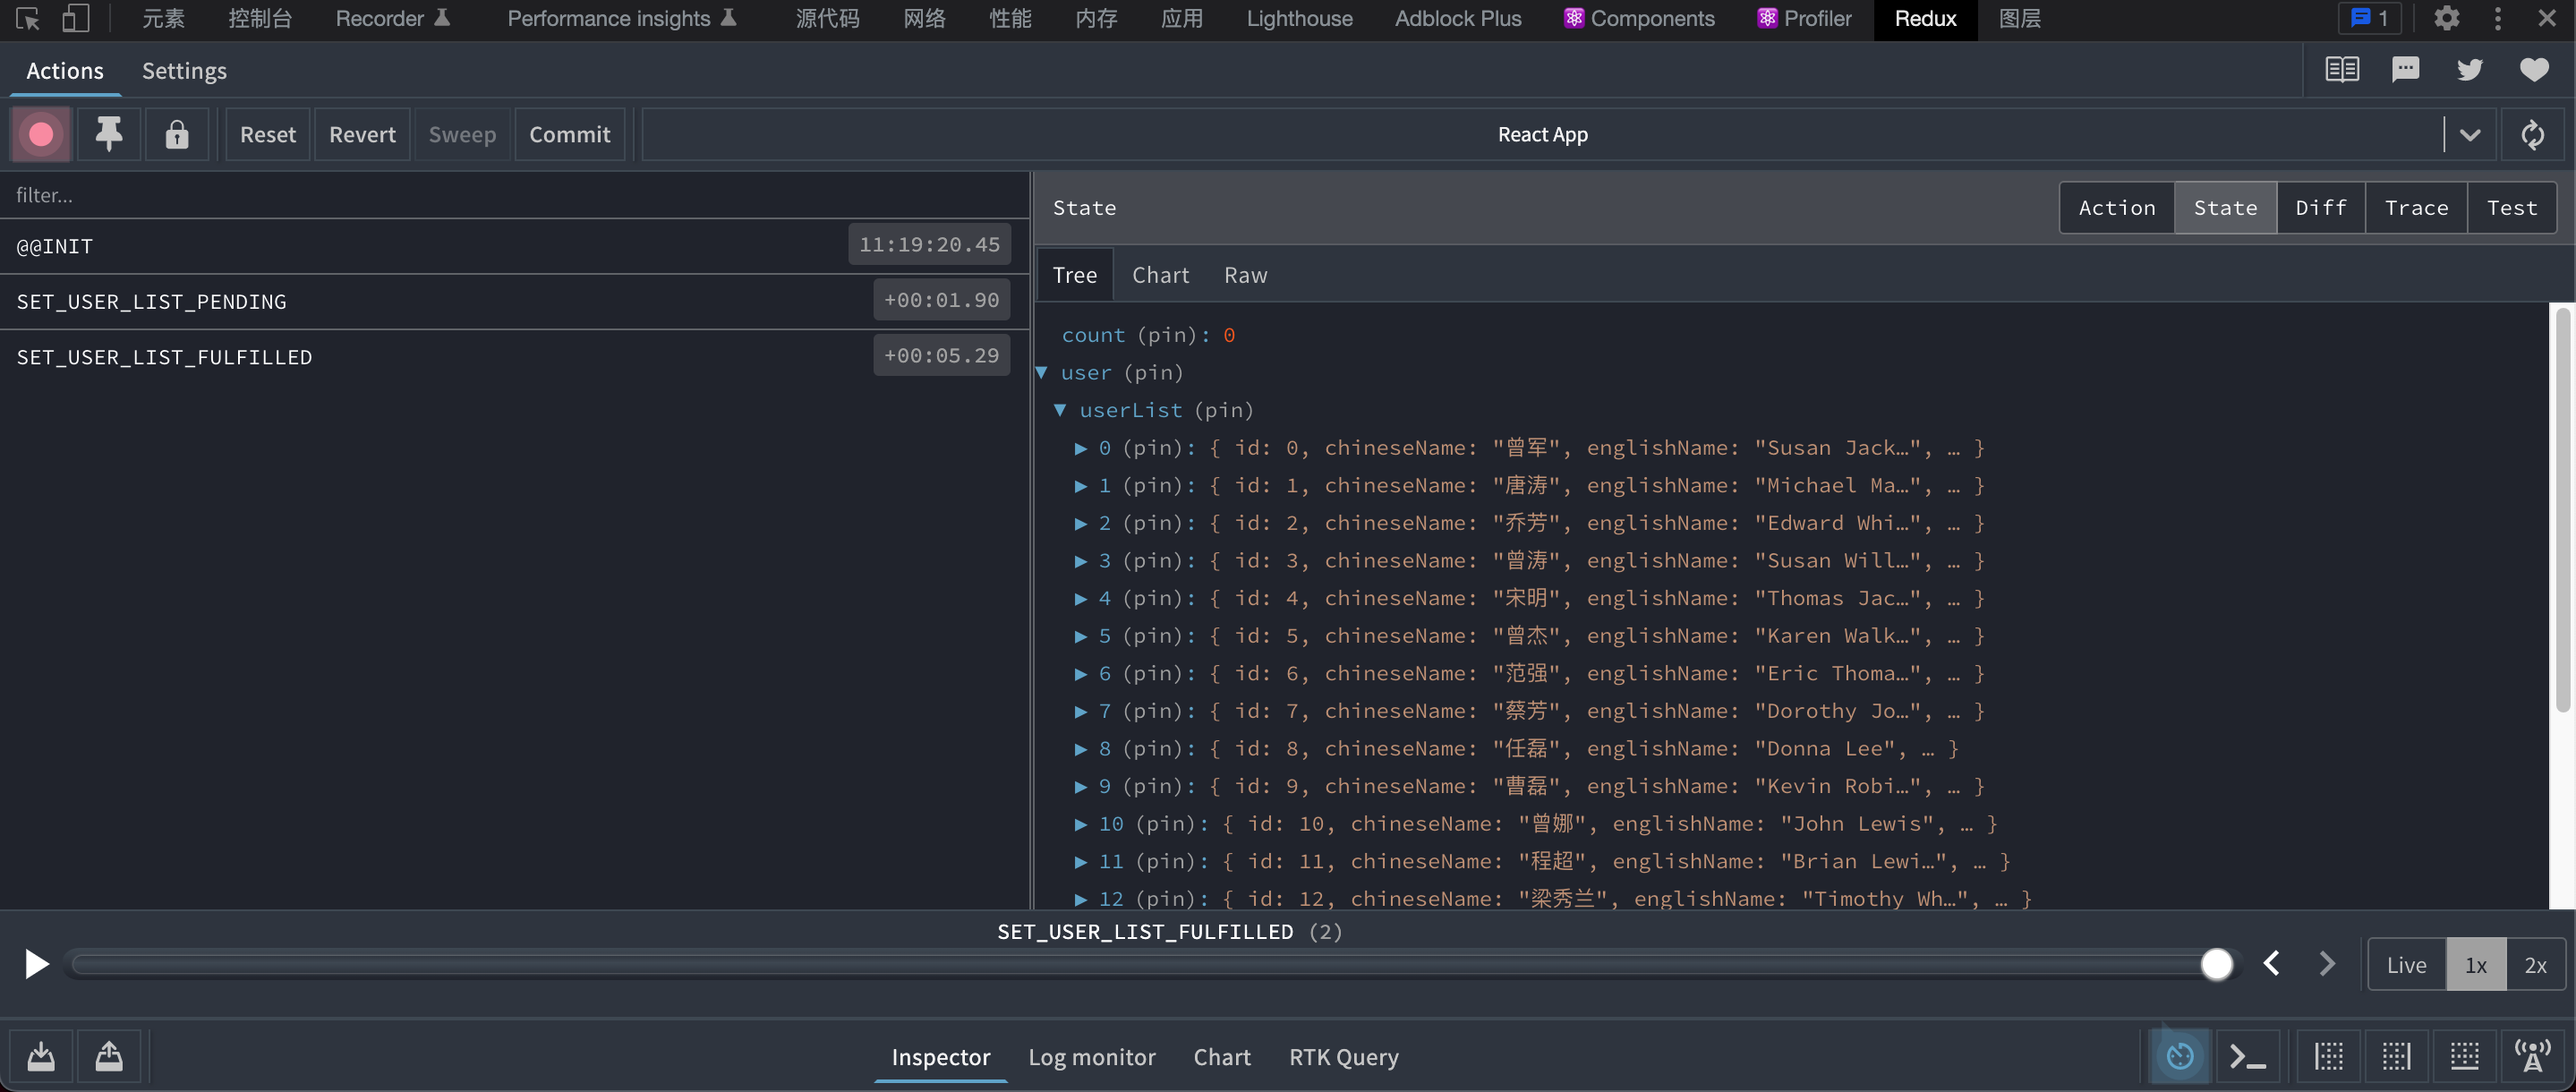 元素 控制台 Recorder Performance insights 源代码 网络 性能 内存 应用 Lighthouse Adblock Plus Components Profiler Redux 图层 1
Actions Settings
Reset Revert Sweep Commit React App
filter...
@@INIT 11:19:20.45
SET_USER_LIST_PENDING +00:01.90
SET_USER_LIST_FULFILLED +00:05.29
State Action State Diff Trace Test
Tree Chart Raw
count (pin): 0
user (pin)
userList (pin)
0 (pin): { id: 0, chineseName: "曾军", englishName: "Susan Jack…", … }
1 (pin): { id: 1, chineseName: "唐涛", englishName: "Michael Ma…", … }
2 (pin): { id: 2, chineseName: "乔芳", englishName: "Edward Whi…", … }
3 (pin): { id: 3, chineseName: "曾涛", englishName: "Susan Will…", … }
4 (pin): { id: 4, chineseName: "宋明", englishName: "Thomas Jac…", … }
5 (pin): { id: 5, chineseName: "曾杰", englishName: "Karen Walk…", … }
6 (pin): { id: 6, chineseName: "范强", englishName: "Eric Thoma…", … }
7 (pin): { id: 7, chineseName: "蔡芳", englishName: "Dorothy Jo…", … }
8 (pin): { id: 8, chineseName: "任磊", englishName: "Donna Lee", … }
9 (pin): { id: 9, chineseName: "曹磊", englishName: "Kevin Robi…", … }
10 (pin): { id: 10, chineseName: "曾娜", englishName: "John Lewis", … }
11 (pin): { id: 11, chineseName: "程超", englishName: "Brian Lewi…", … }
12 (pin): { id: 12, chineseName: "梁秀兰", englishName: "Timothy Wh…", … }
SET_USER_LIST_FULFILLED (2)
Live 1x 2x
Inspector Log monitor Chart RTK Query